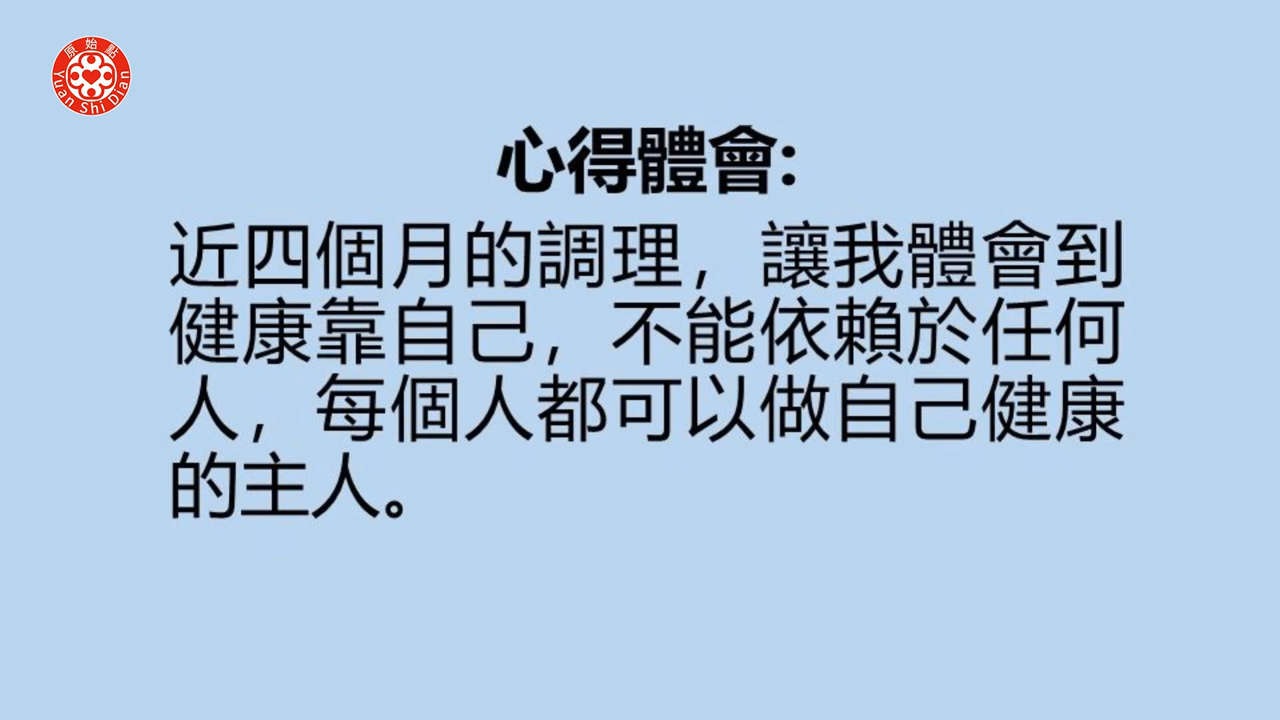 原始點
Yuan Shi Dian
心得體會:
近四個月的調理，讓我體會到
健康靠自己，不能依賴於任何
人，每個人都可以做自己健康
的主人。